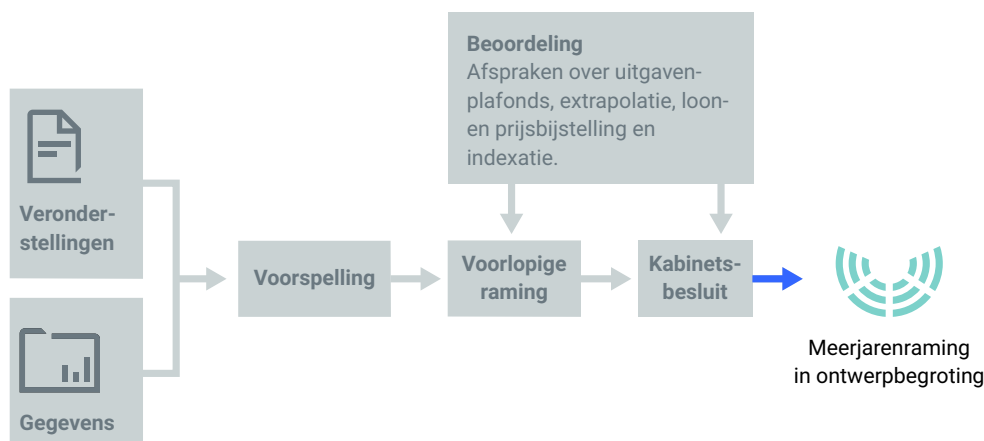 Beoordeling
Afspraken over uitgaven-
plafonds, extrapolatie, loon-
en prijsbijstelling en
indexatie.
Veronder-
stellingen
Voorspelling
Voorlopige
raming
Kabinets-
besluit
Meerjarenraming
in ontwerpbegroting
Gegevens